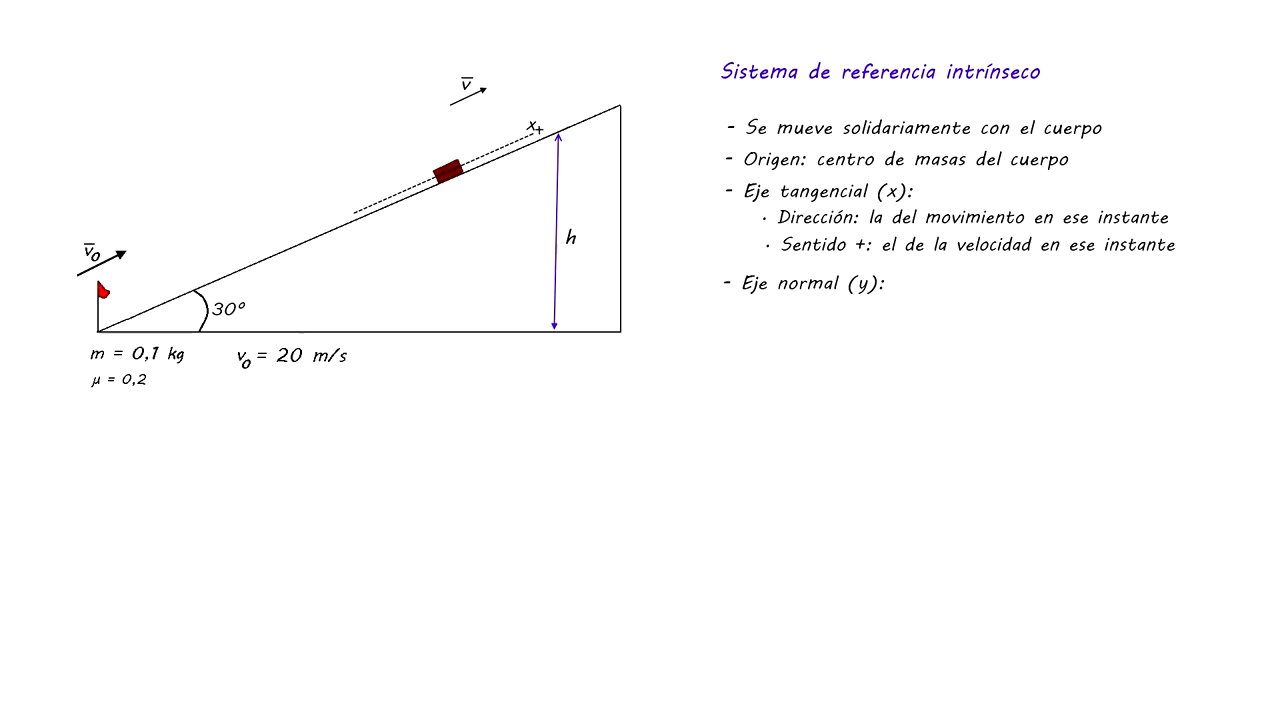 v̅
x+
v̅₀
h
30º
m = 0,1 kg
v₀ = 20 m/s
μ = 0,2
Sistema de referencia intrínseco
- Se mueve solidariamente con el cuerpo
- Origen: centro de masas del cuerpo
- Eje tangencial (x):
· Dirección: la del movimiento en ese instante
· Sentido +: el de la velocidad en ese instante
- Eje normal (y):